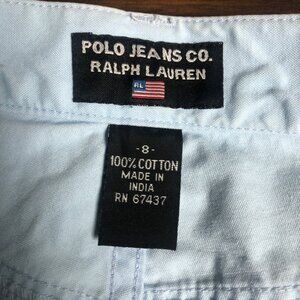 POLO JEANS CO.
RALPH LAUREN
RL
-8-
100% COTTON
MADE IN
INDIA
RN 67437